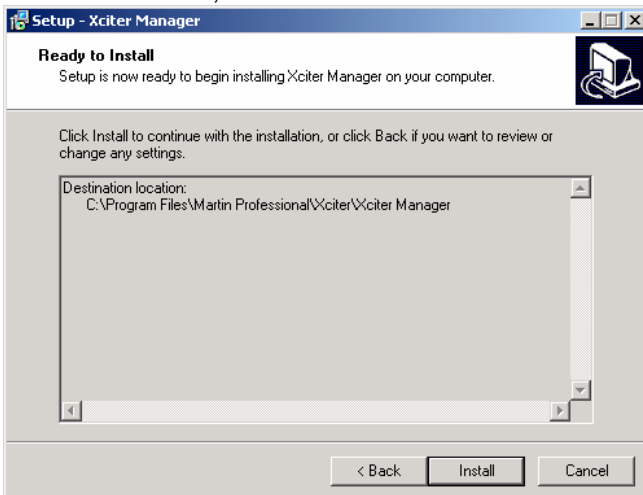 Setup - Xciter Manager
Ready to Install
Setup is now ready to begin installing Xciter Manager on your computer.
Click Install to continue with the installation, or click Back if you want to review or
change any settings.
Destination location:
C:\Program Files\Martin Professional\Xciter\Xciter Manager
< Back
Install
Cancel